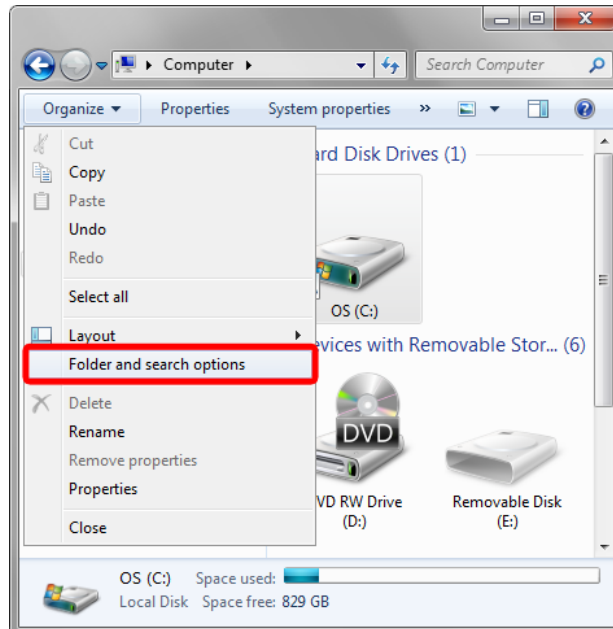 Computer
Search Computer
Organize
Properties
System properties
»
Cut
Copy
Paste
Undo
Redo
Select all
Layout
Folder and search options
Delete
Rename
Remove properties
Properties
Close
ard Disk Drives (1)
OS (C:)
evices with Removable Stor... (6)
DVD
VD RW Drive
(D:)
Removable Disk
(E:)
OS (C:) Space used:
Local Disk Space free: 829 GB